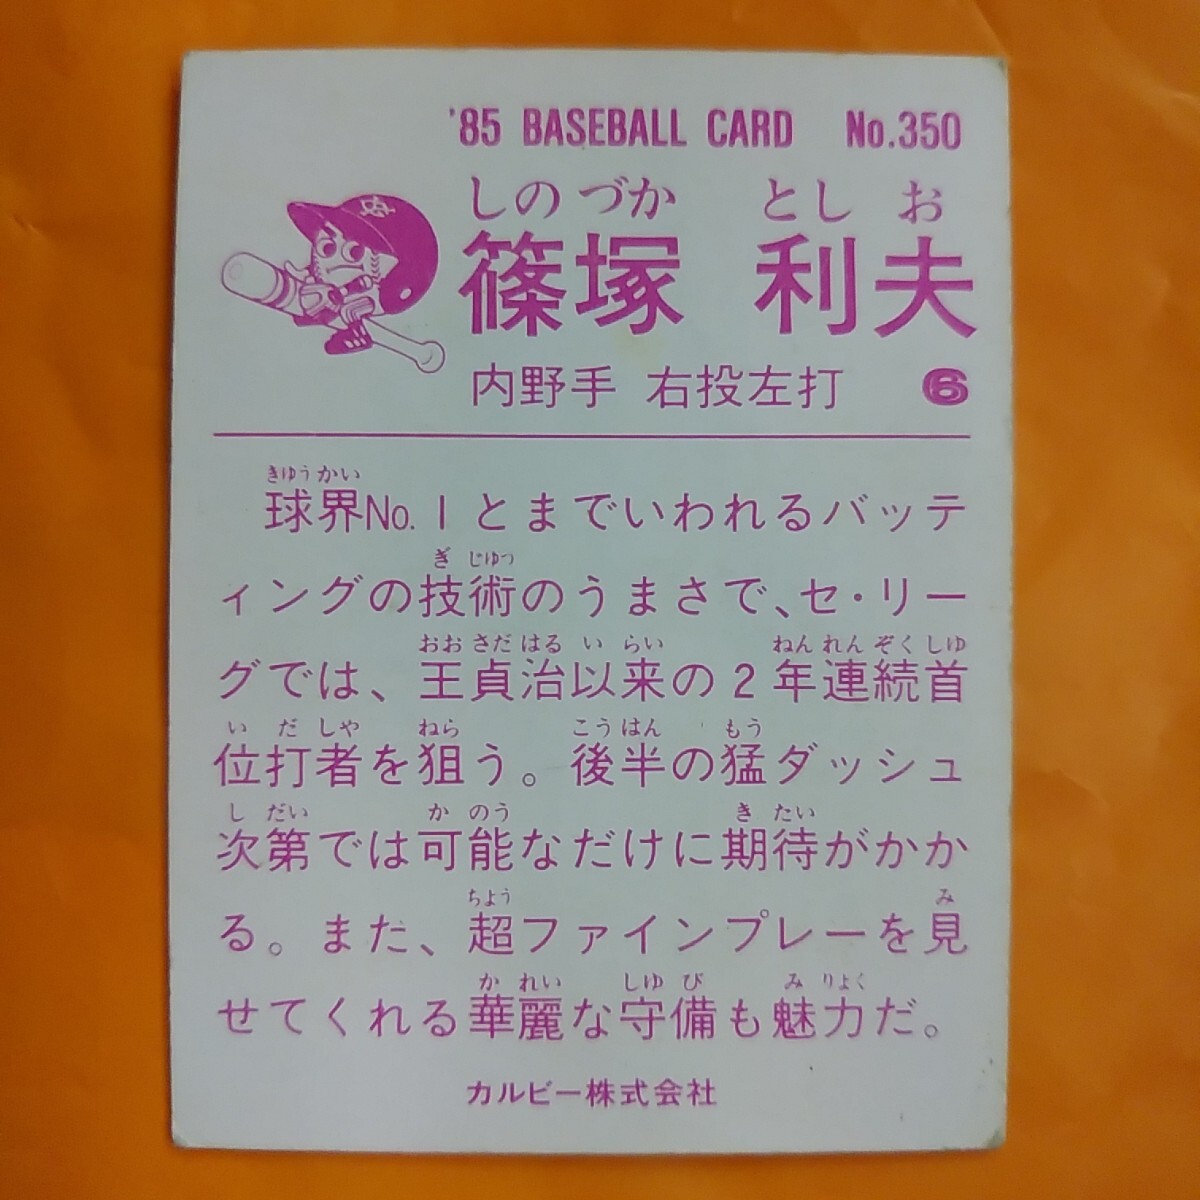 '85 BASEBALL CARD No.350
しのづか としお
篠塚 利夫
内野手 右投左打 6
きゆうかい
球界No.1とまでいわれるバッテ
ぎじゆつ
ィングの技術のうまさで、セ・リー
おおさだはるいらい ねんれんぞくしゆ
グでは、王貞治以来の2年連続首
いだしや ねら こうはん もう
位打者を狙う。後半の猛ダッシュ
しだい かのう きたい
次第では可能なだけに期待がかか
ちよう み
る。また、超ファインプレーを見
かれい しゆび みりよく
せてくれる華麗な守備も魅力だ。
カルビー株式会社